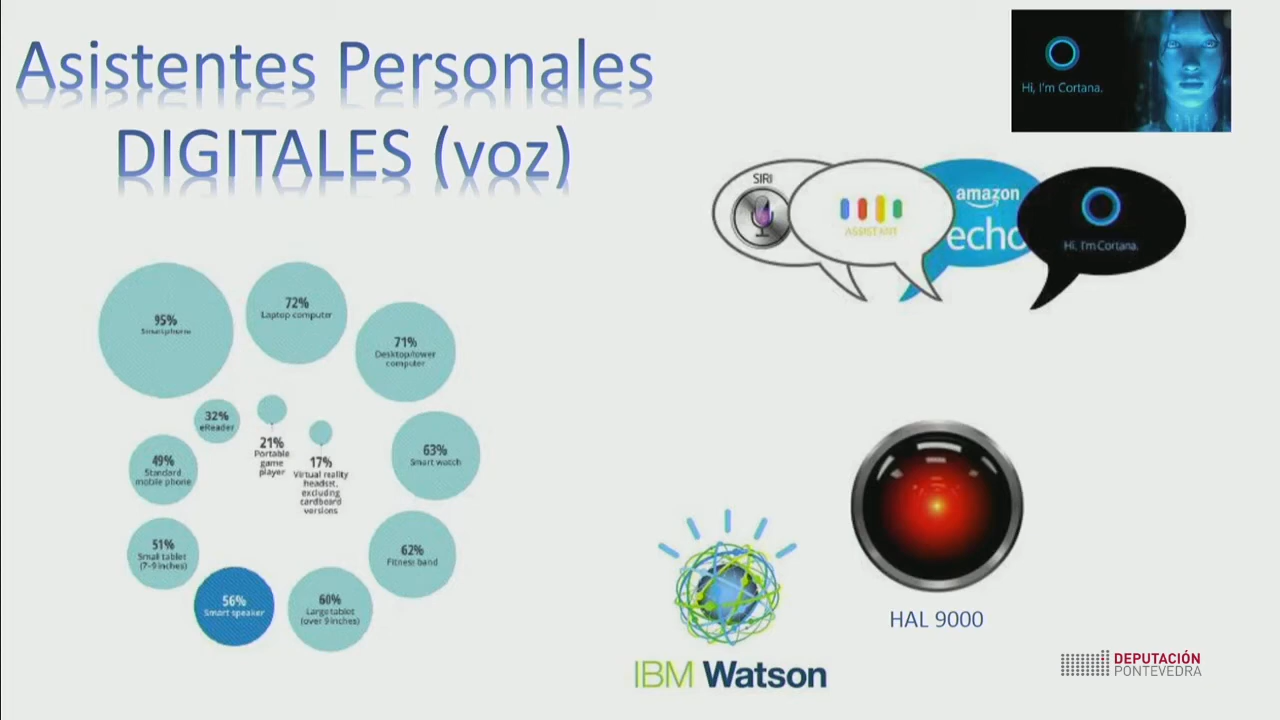 Asistentes Personales
DIGITALES (voz)
Hi, I'm Cortana.
SIRI
ASSISTANT
amazon
echo
Hi. I'm Cortana.
95%
Smartphone
72%
Laptop computer
71%
Desktop/tower
computer
63%
Smart watch
62%
Fitness band
60%
Large tablet
(over 9 inches)
56%
Smart speaker
51%
Small tablet
(7-9 inches)
49%
Standard
mobile phone
32%
eReader
21%
Portable
game
player
17%
Virtual reality
headset,
excluding
cardboard
versions
IBM Watson
HAL 9000
DEPUTACIÓN
PONTEVEDRA